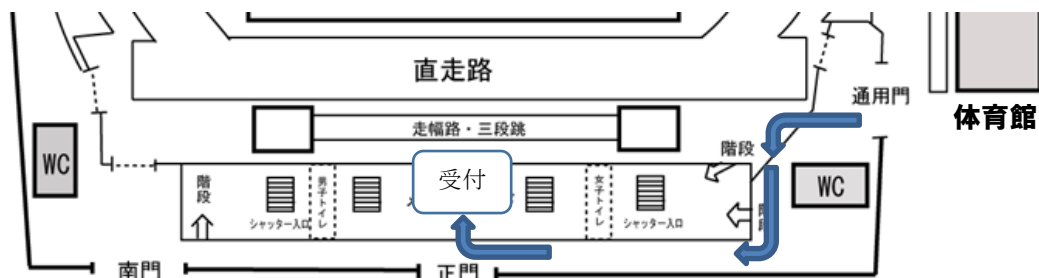 直走路
通用門
体育館
走幅路・三段跳
階段
WC
受付
WC
階段
男子トイレ
女子トイレ
シャッター入口
シャッター入口
南門
正門